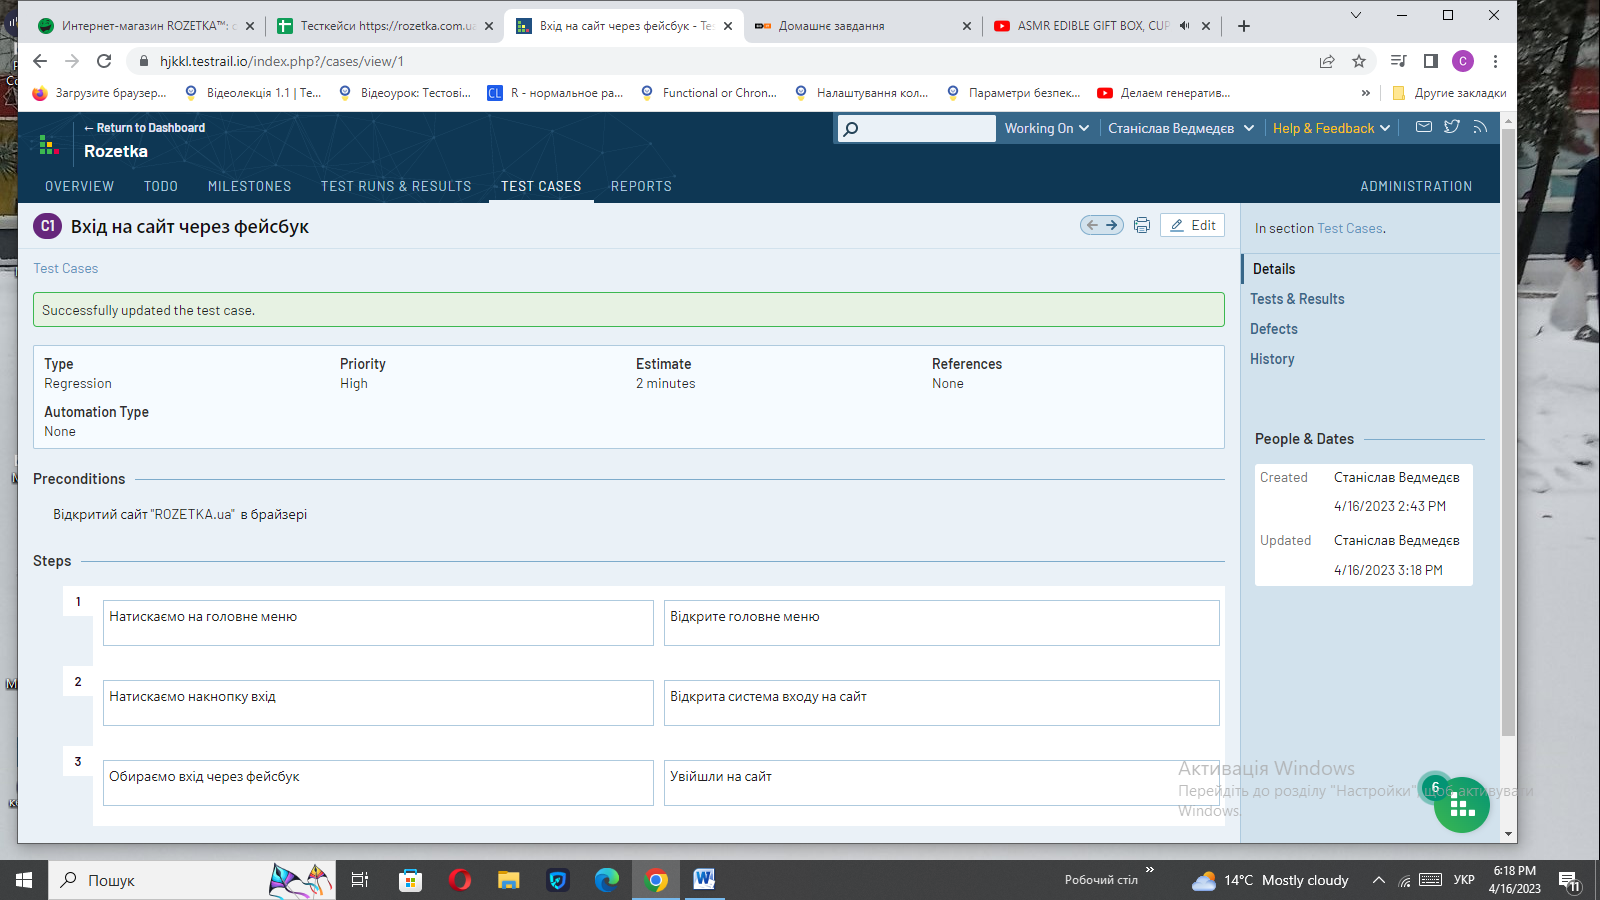 Интернет-магазин ROZETKA™: с
Тесткейси https://rozetka.com.ua
Вхід на сайт через фейсбук - Te
Домашнє завдання
ASMR EDIBLE GIFT BOX, CUP
hjkkl.testrail.io/index.php?/cases/view/1
С
Загрузите браузер...
Відеолекція 1.1 | Te...
Відеоурок: Тестові...
CL R - нормальное ра...
Functional or Chron...
Налаштування кол...
Параметри безпек...
Делаем генератив...
»
Другие закладки
← Return to Dashboard
Rozetka
Working On
Станіслав Ведмедєв
Help & Feedback
OVERVIEW
TODO
MILESTONES
TEST RUNS & RESULTS
TEST CASES
REPORTS
ADMINISTRATION
C1 Вхід на сайт через фейсбук
Edit
In section Test Cases.
Test Cases
Details
Successfully updated the test case.
Tests & Results
Defects
History
Type
Regression
Priority
High
Estimate
2 minutes
References
None
Automation Type
None
People & Dates
Created Станіслав Ведмедєв
4/16/2023 2:43 PM
Updated Станіслав Ведмедєв
4/16/2023 3:18 PM
Preconditions
Відкритий сайт "ROZETKA.ua" в брайзері
Steps
1
Натискаємо на головне меню
Відкрите головне меню
2
Натискаємо накнопку вхід
Відкрита система входу на сайт
3
Обираємо вхід через фейсбук
Увійшли на сайт
Активація Windows
Перейдіть до розділу "Настройки", щоб активувати
Windows.
6
Пошук
Робочий стіл
»
14°C Mostly cloudy
УКР
6:18 PM
4/16/2023
11